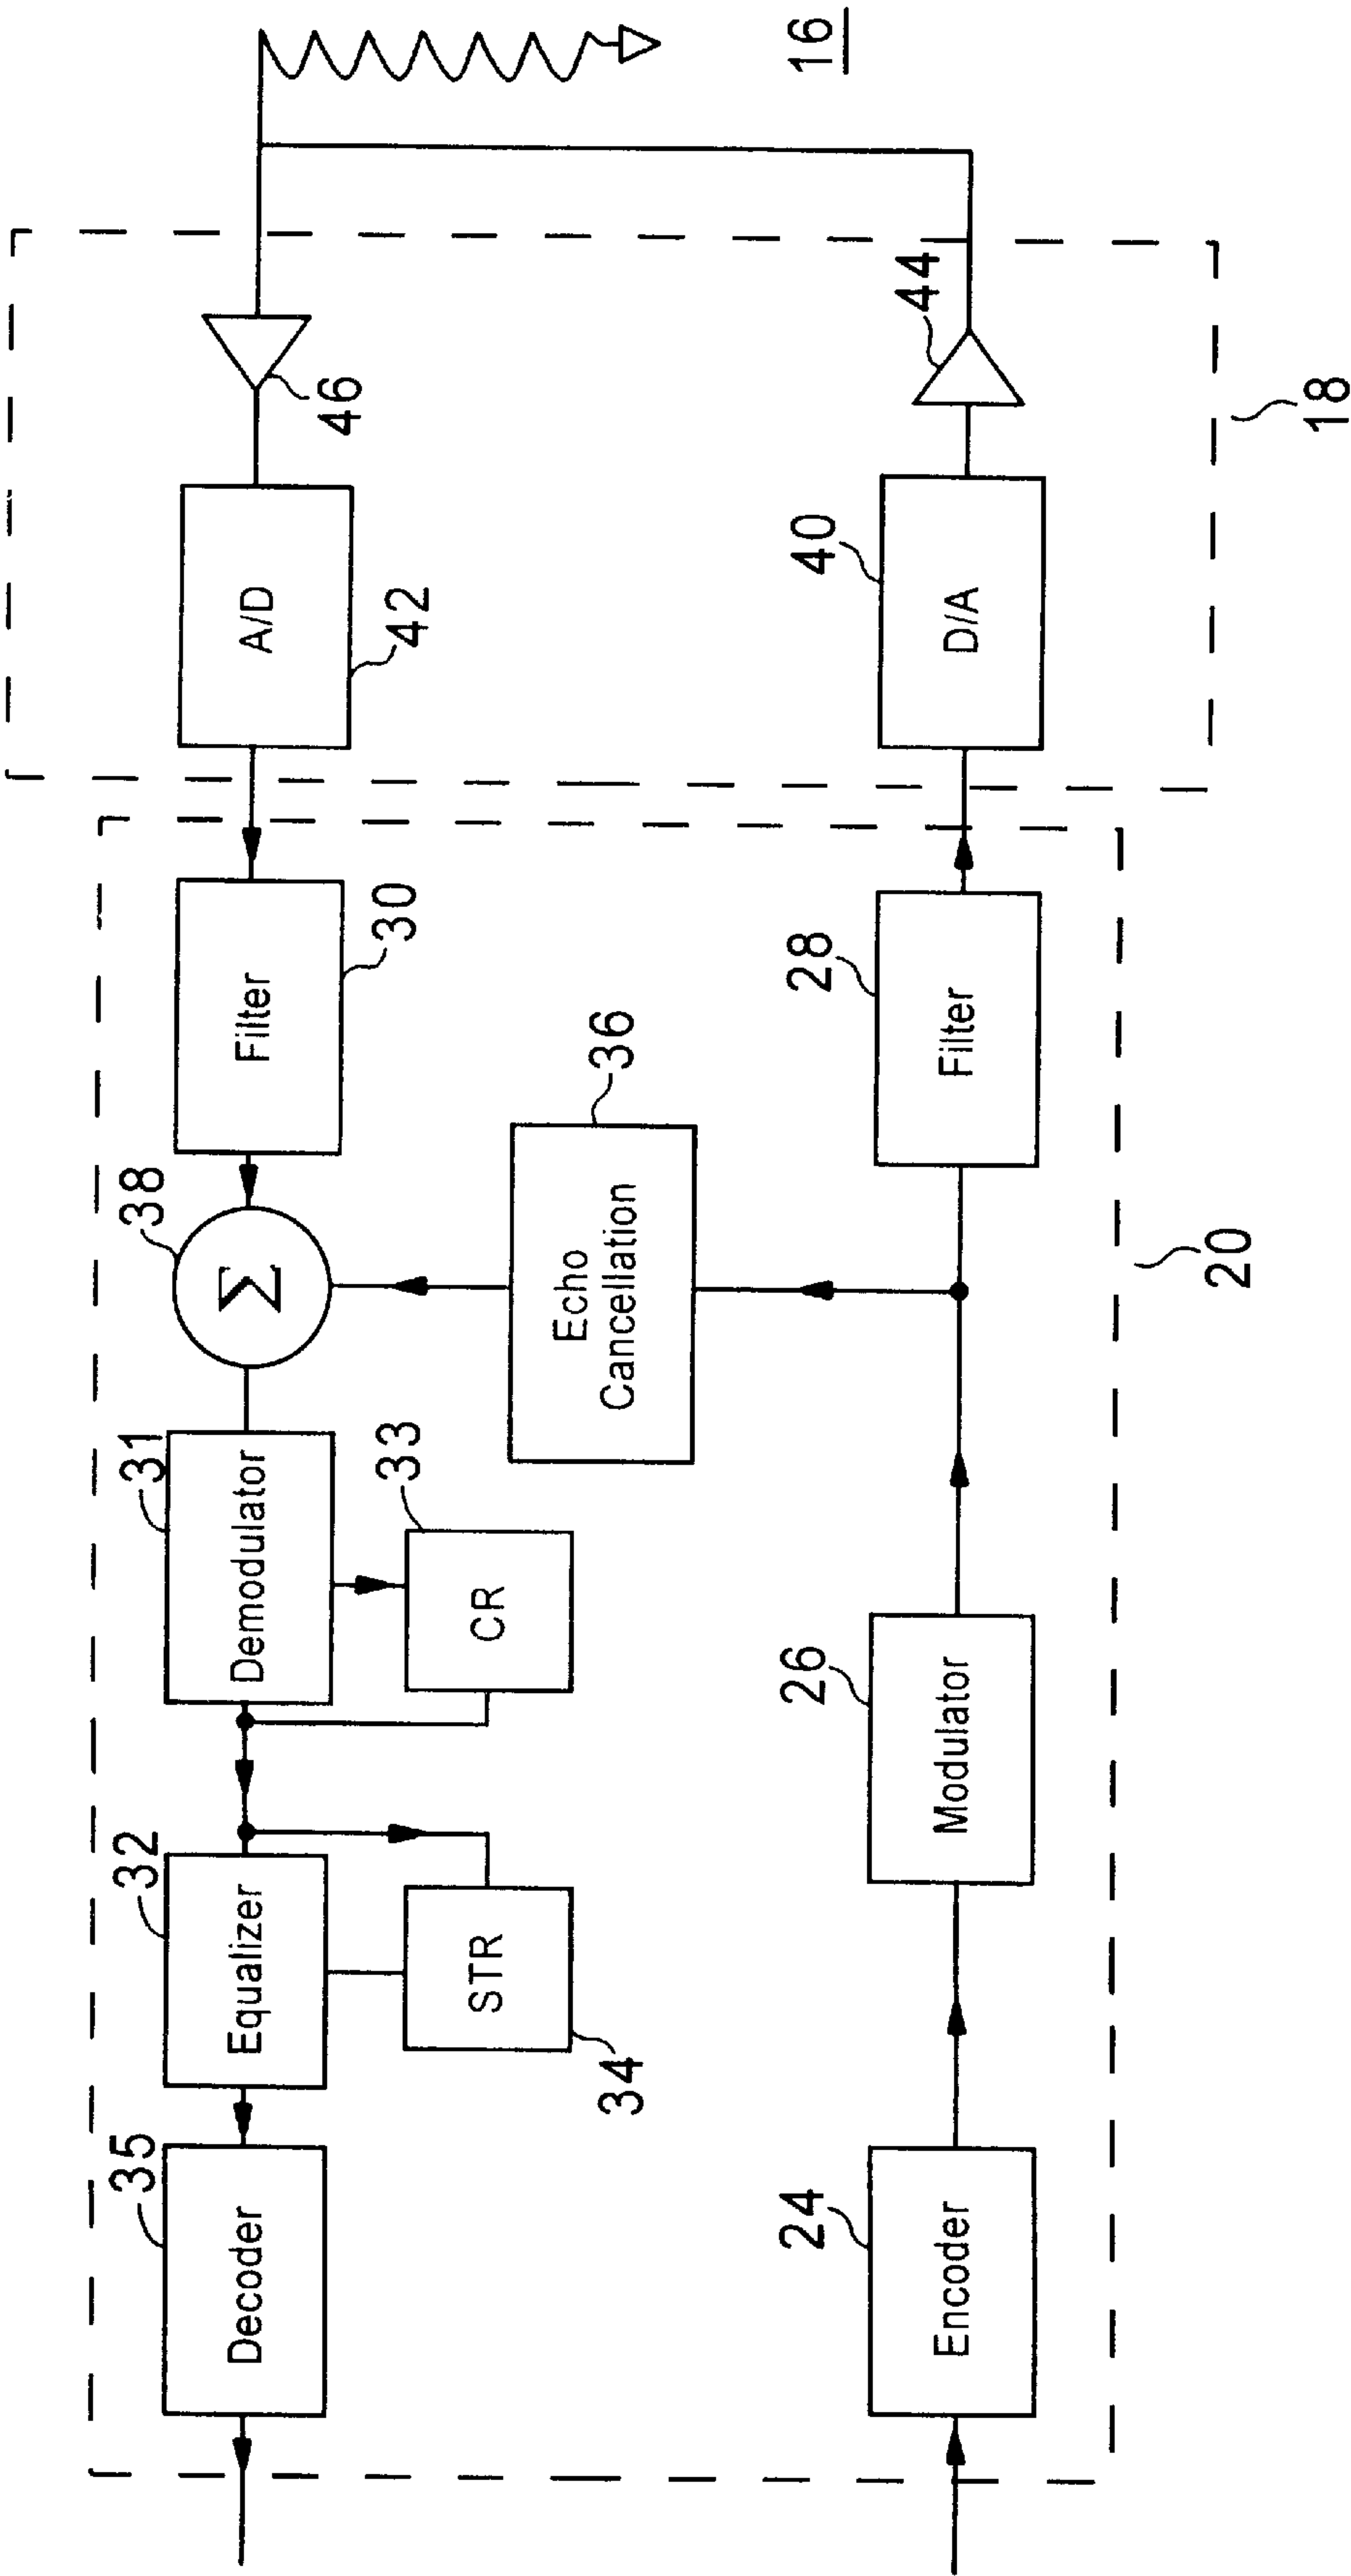 35
Decoder
32
Equalizer
STR
34
31
Demodulator
33
CR
38
Σ
Echo
Cancellation
36
Filter
30
A/D
42
46
24
Encoder
26
Modulator
28
Filter
40
D/A
44
20
18
16